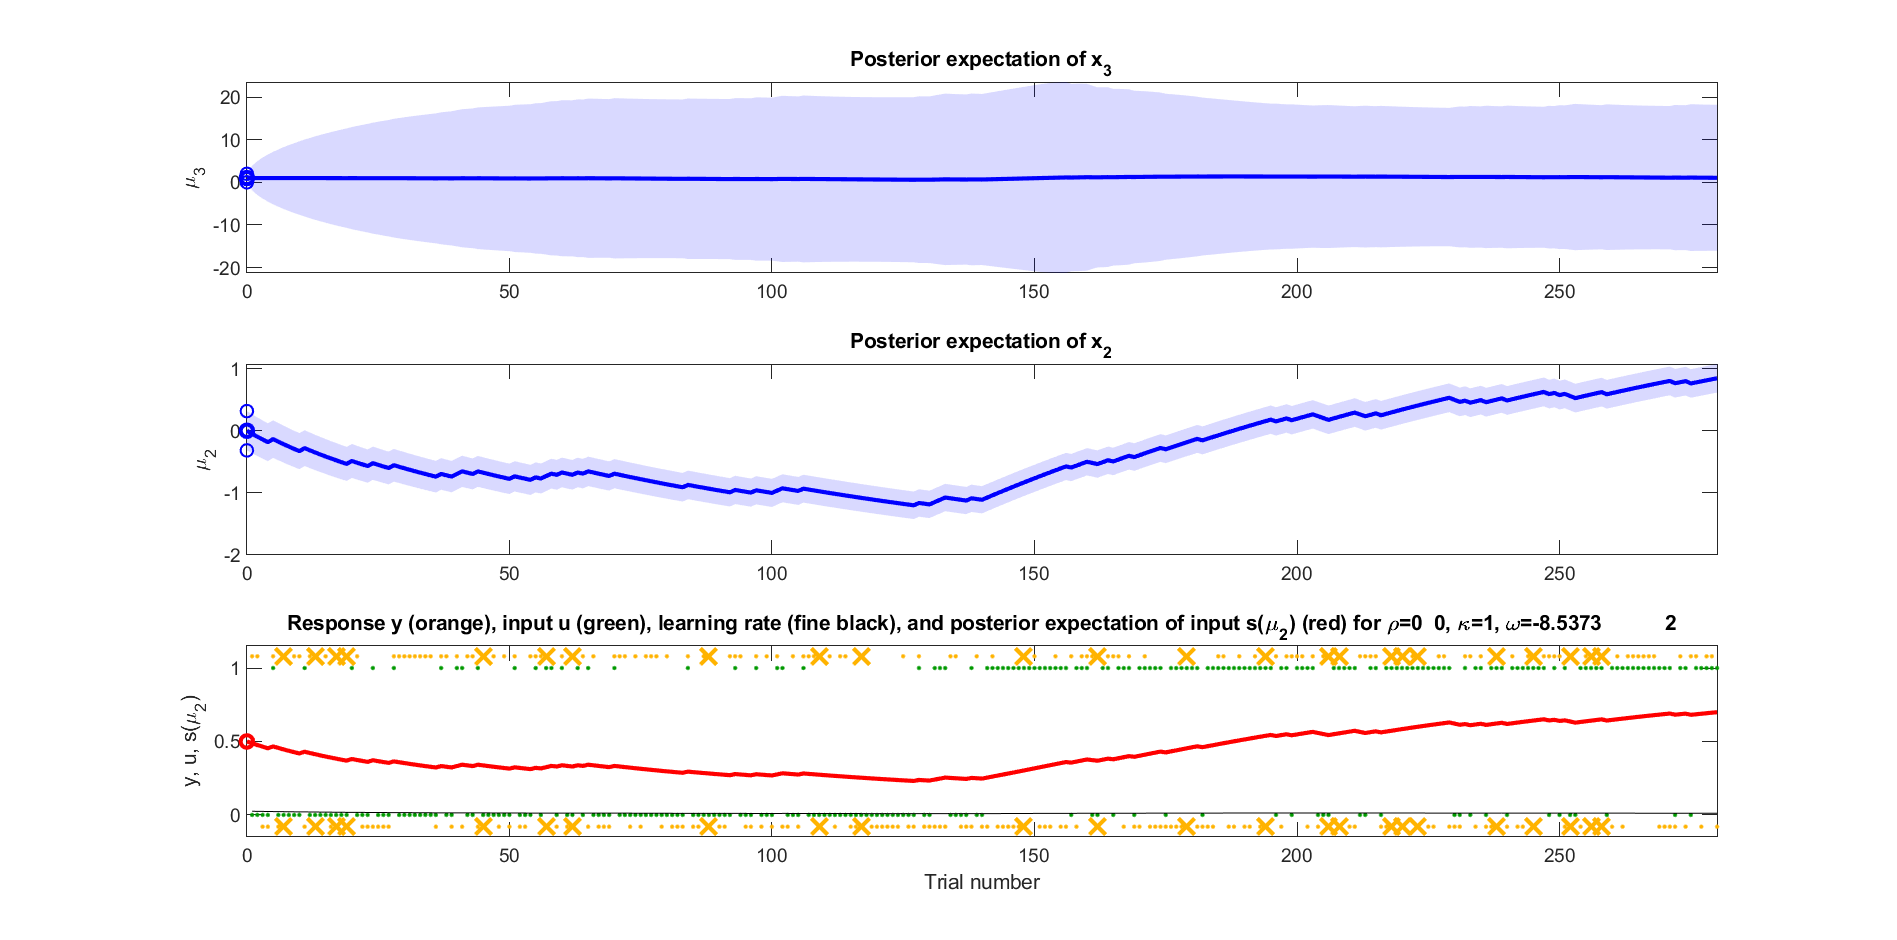 Posterior expectation of x3
20
10
0
-10
-20
μ3
0 50 100 150 200 250
Posterior expectation of x2
1
0
-1
-2
μ2
0 50 100 150 200 250
Response y (orange), input u (green), learning rate (fine black), and posterior expectation of input s(μ2) (red) for ρ=0 0, κ=1, ω=-8.5373 2
1
0.5
0
y, u, s(μ2)
0 50 100 150 200 250
Trial number